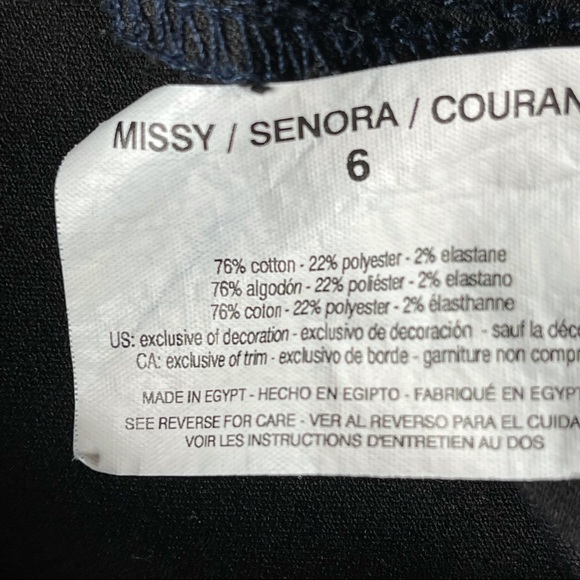 MISSY / SENORA / COURAN
6
76% cotton - 22% polyester - 2% elastane
76% algodón - 22% poliéster - 2% elastano
76% coton - 22% polyester - 2% élasthanne
US: exclusive of decoration - exclusivo de decoración - sauf la déco
CA: exclusive of trim - exclusivo de borde - garniture non compr
MADE IN EGYPT - HECHO EN EGIPTO - FABRIQUÉ EN EGYPT
SEE REVERSE FOR CARE - VER AL REVERSO PARA EL CUIDA
VOIR LES INSTRUCTIONS D'ENTRETIEN AU DOS